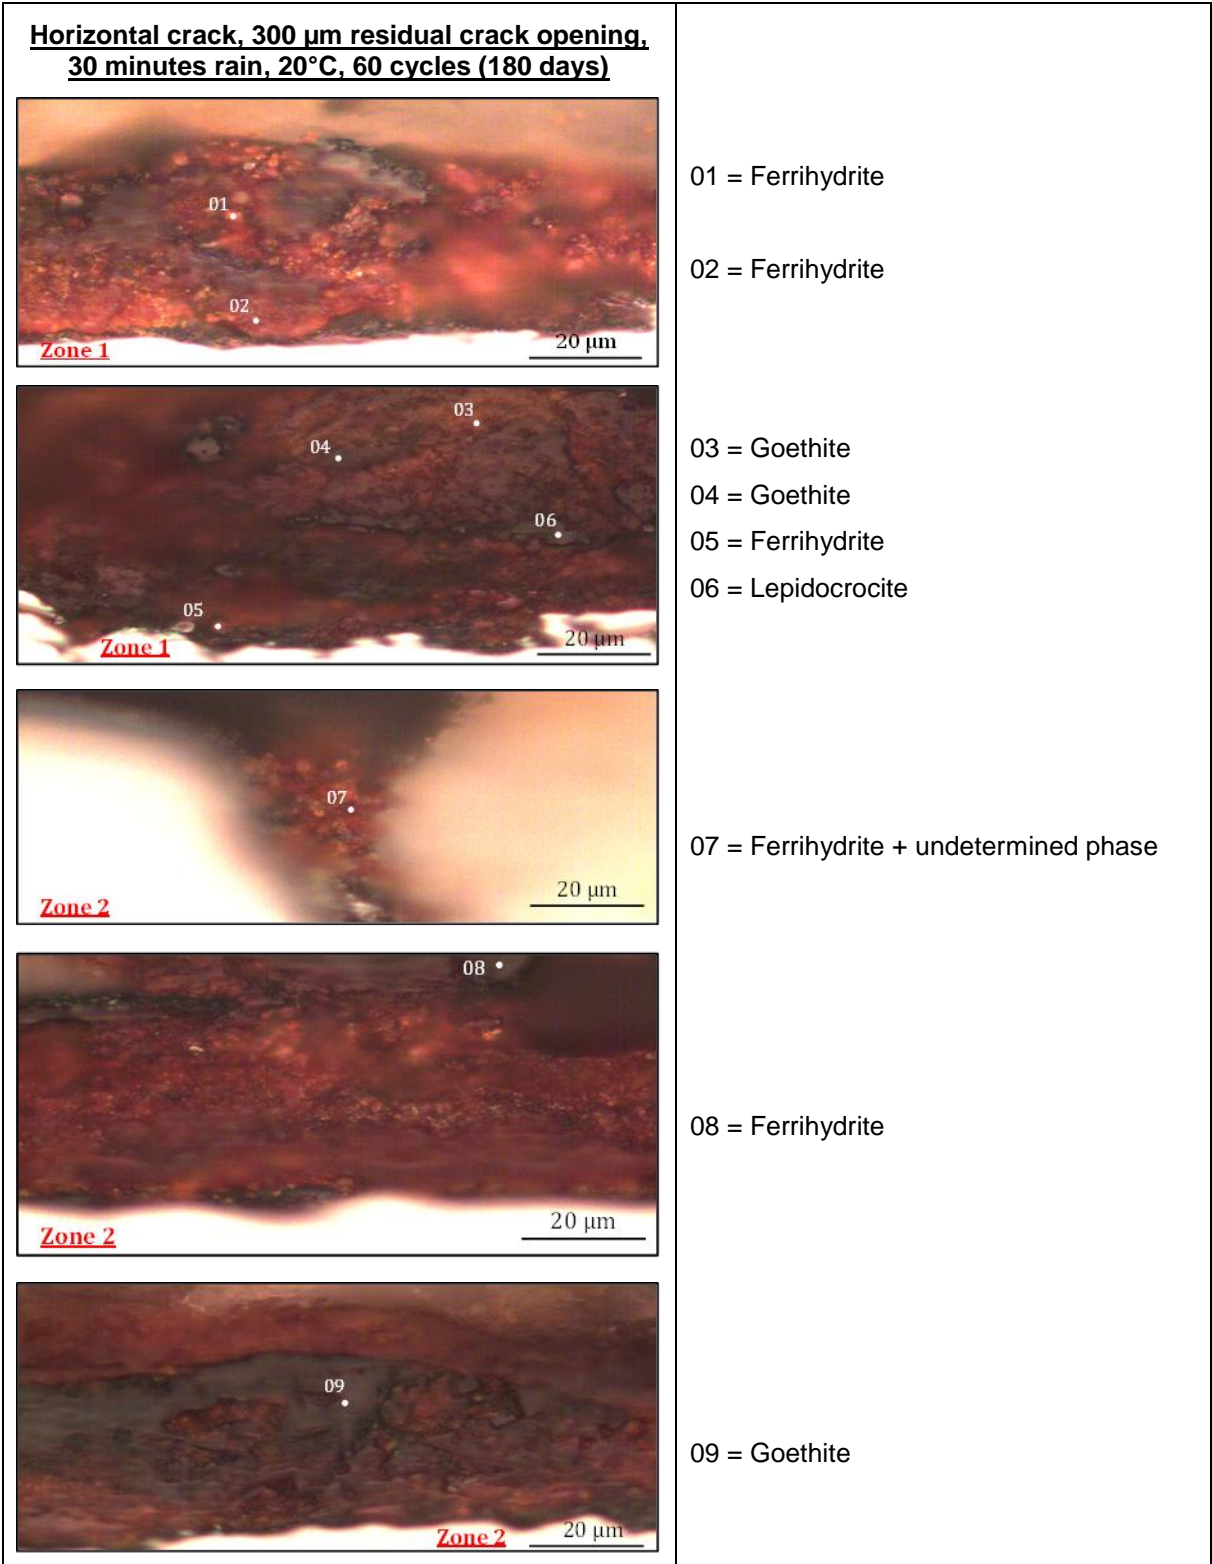 Horizontal crack, 300 µm residual crack opening,
30 minutes rain, 20°C, 60 cycles (180 days)
01
02
Zone 1
20 µm
01 = Ferrihydrite
02 = Ferrihydrite
03
04
06
05
Zone 1
20 µm
03 = Goethite
04 = Goethite
05 = Ferrihydrite
06 = Lepidocrocite
07
Zone 2
20 µm
07 = Ferrihydrite + undetermined phase
08
Zone 2
20 µm
08 = Ferrihydrite
09
Zone 2
20 µm
09 = Goethite